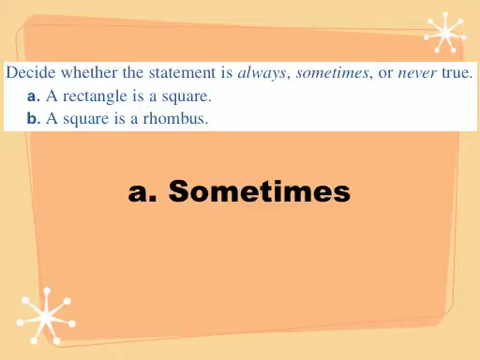 Decide whether the statement is always, sometimes, or never true.
a. A rectangle is a square.
b. A square is a rhombus.
a. Sometimes